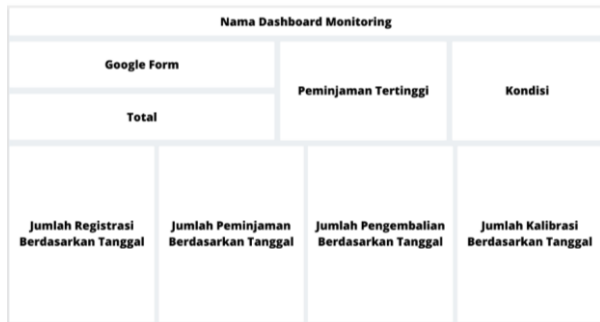 Nama Dashboard Monitoring
Google Form
Total
Peminjaman Tertinggi
Kondisi
Jumlah Registrasi
Berdasarkan Tanggal
Jumlah Peminjaman
Berdasarkan Tanggal
Jumlah Pengembalian
Berdasarkan Tanggal
Jumlah Kalibrasi
Berdasarkan Tanggal